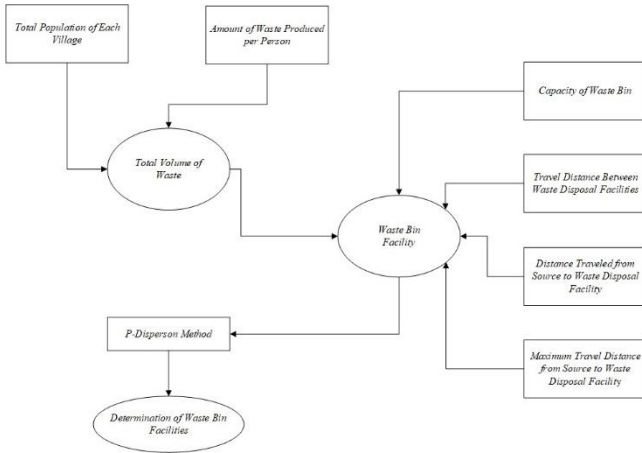 Total Population of Each
Village
Amount of Waste Produced
per Person
Capacity of Waste Bin
Total Volume of
Waste
Travel Distance Between
Waste Disposal Facilities
Waste Bin
Facility
Distance Traveled from
Source to Waste Disposal
Facility
P-Disperson Method
Maximum Travel Distance
from Source to Waste
Disposal Facility
Determination of Waste Bin
Facilities